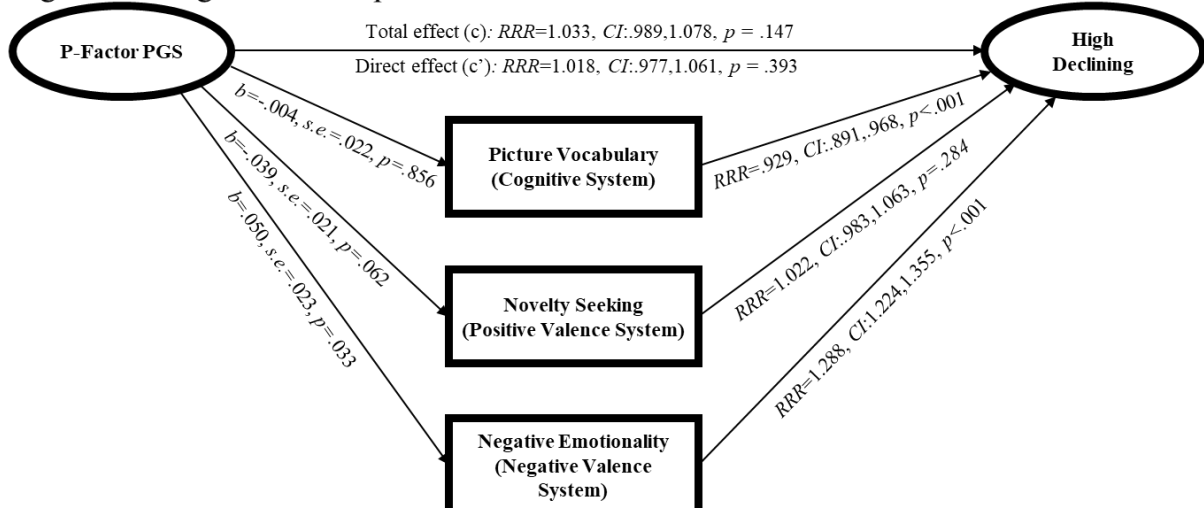 P-Factor PGS
Total effect (c): RRR=1.033, CI:.989,1.078, p = .147
Direct effect (c’): RRR=1.018, CI:.977,1.061, p = .393
High
Declining
b=-.004, s.e.=.022, p=.856
b=-.039, s.e.=.021, p=.062
b=.050, s.e.=.023, p=.033
Picture Vocabulary
(Cognitive System)
RRR=.929, CI:.891,.968, p<.001
Novelty Seeking
(Positive Valence System)
RRR=1.022, CI:.983,1.063, p=.284
Negative Emotionality
(Negative Valence
System)
RRR=1.288, CI:1.224,1.355, p<.001